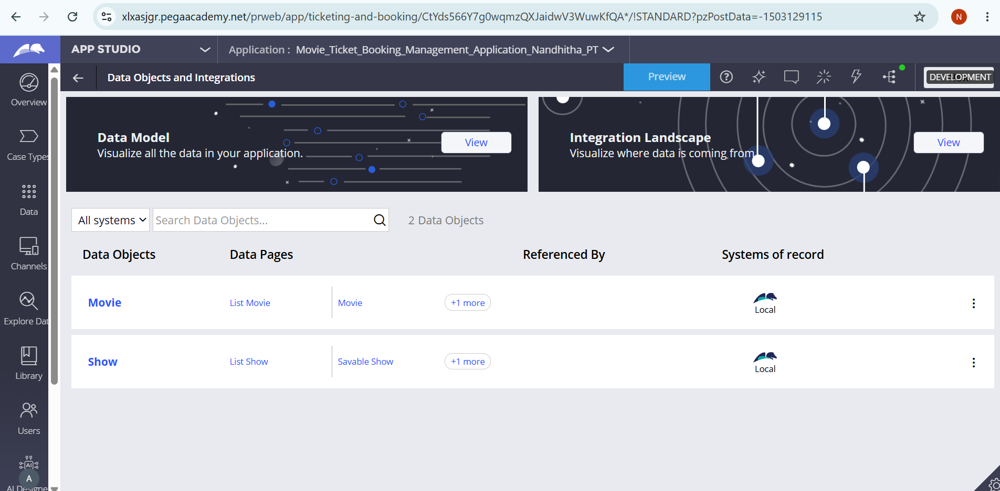 xlxasjgr.pegaacademy.net/prweb/app/ticketing-and-booking/CtYds566Y7g0wqmzQXJaidwV3WuwKfQA*/!STANDARD?pzPostData=-1503129115
N
APP STUDIO
Application : Movie_Ticket_Booking_Management_Application_Nandhitha_PT
Data Objects and Integrations
Preview
DEVELOPMENT
Overview
Case Types
Data
Channels
Explore Dat
Library
Users
AI
A
AI Designe
Data Model
Visualize all the data in your application.
View
Integration Landscape
Visualize where data is coming from
View
All systems
Search Data Objects...
2 Data Objects
Data Objects
Data Pages
Referenced By
Systems of record
Movie
List Movie
Movie
+1 more
Local
Show
List Show
Savable Show
+1 more
Local